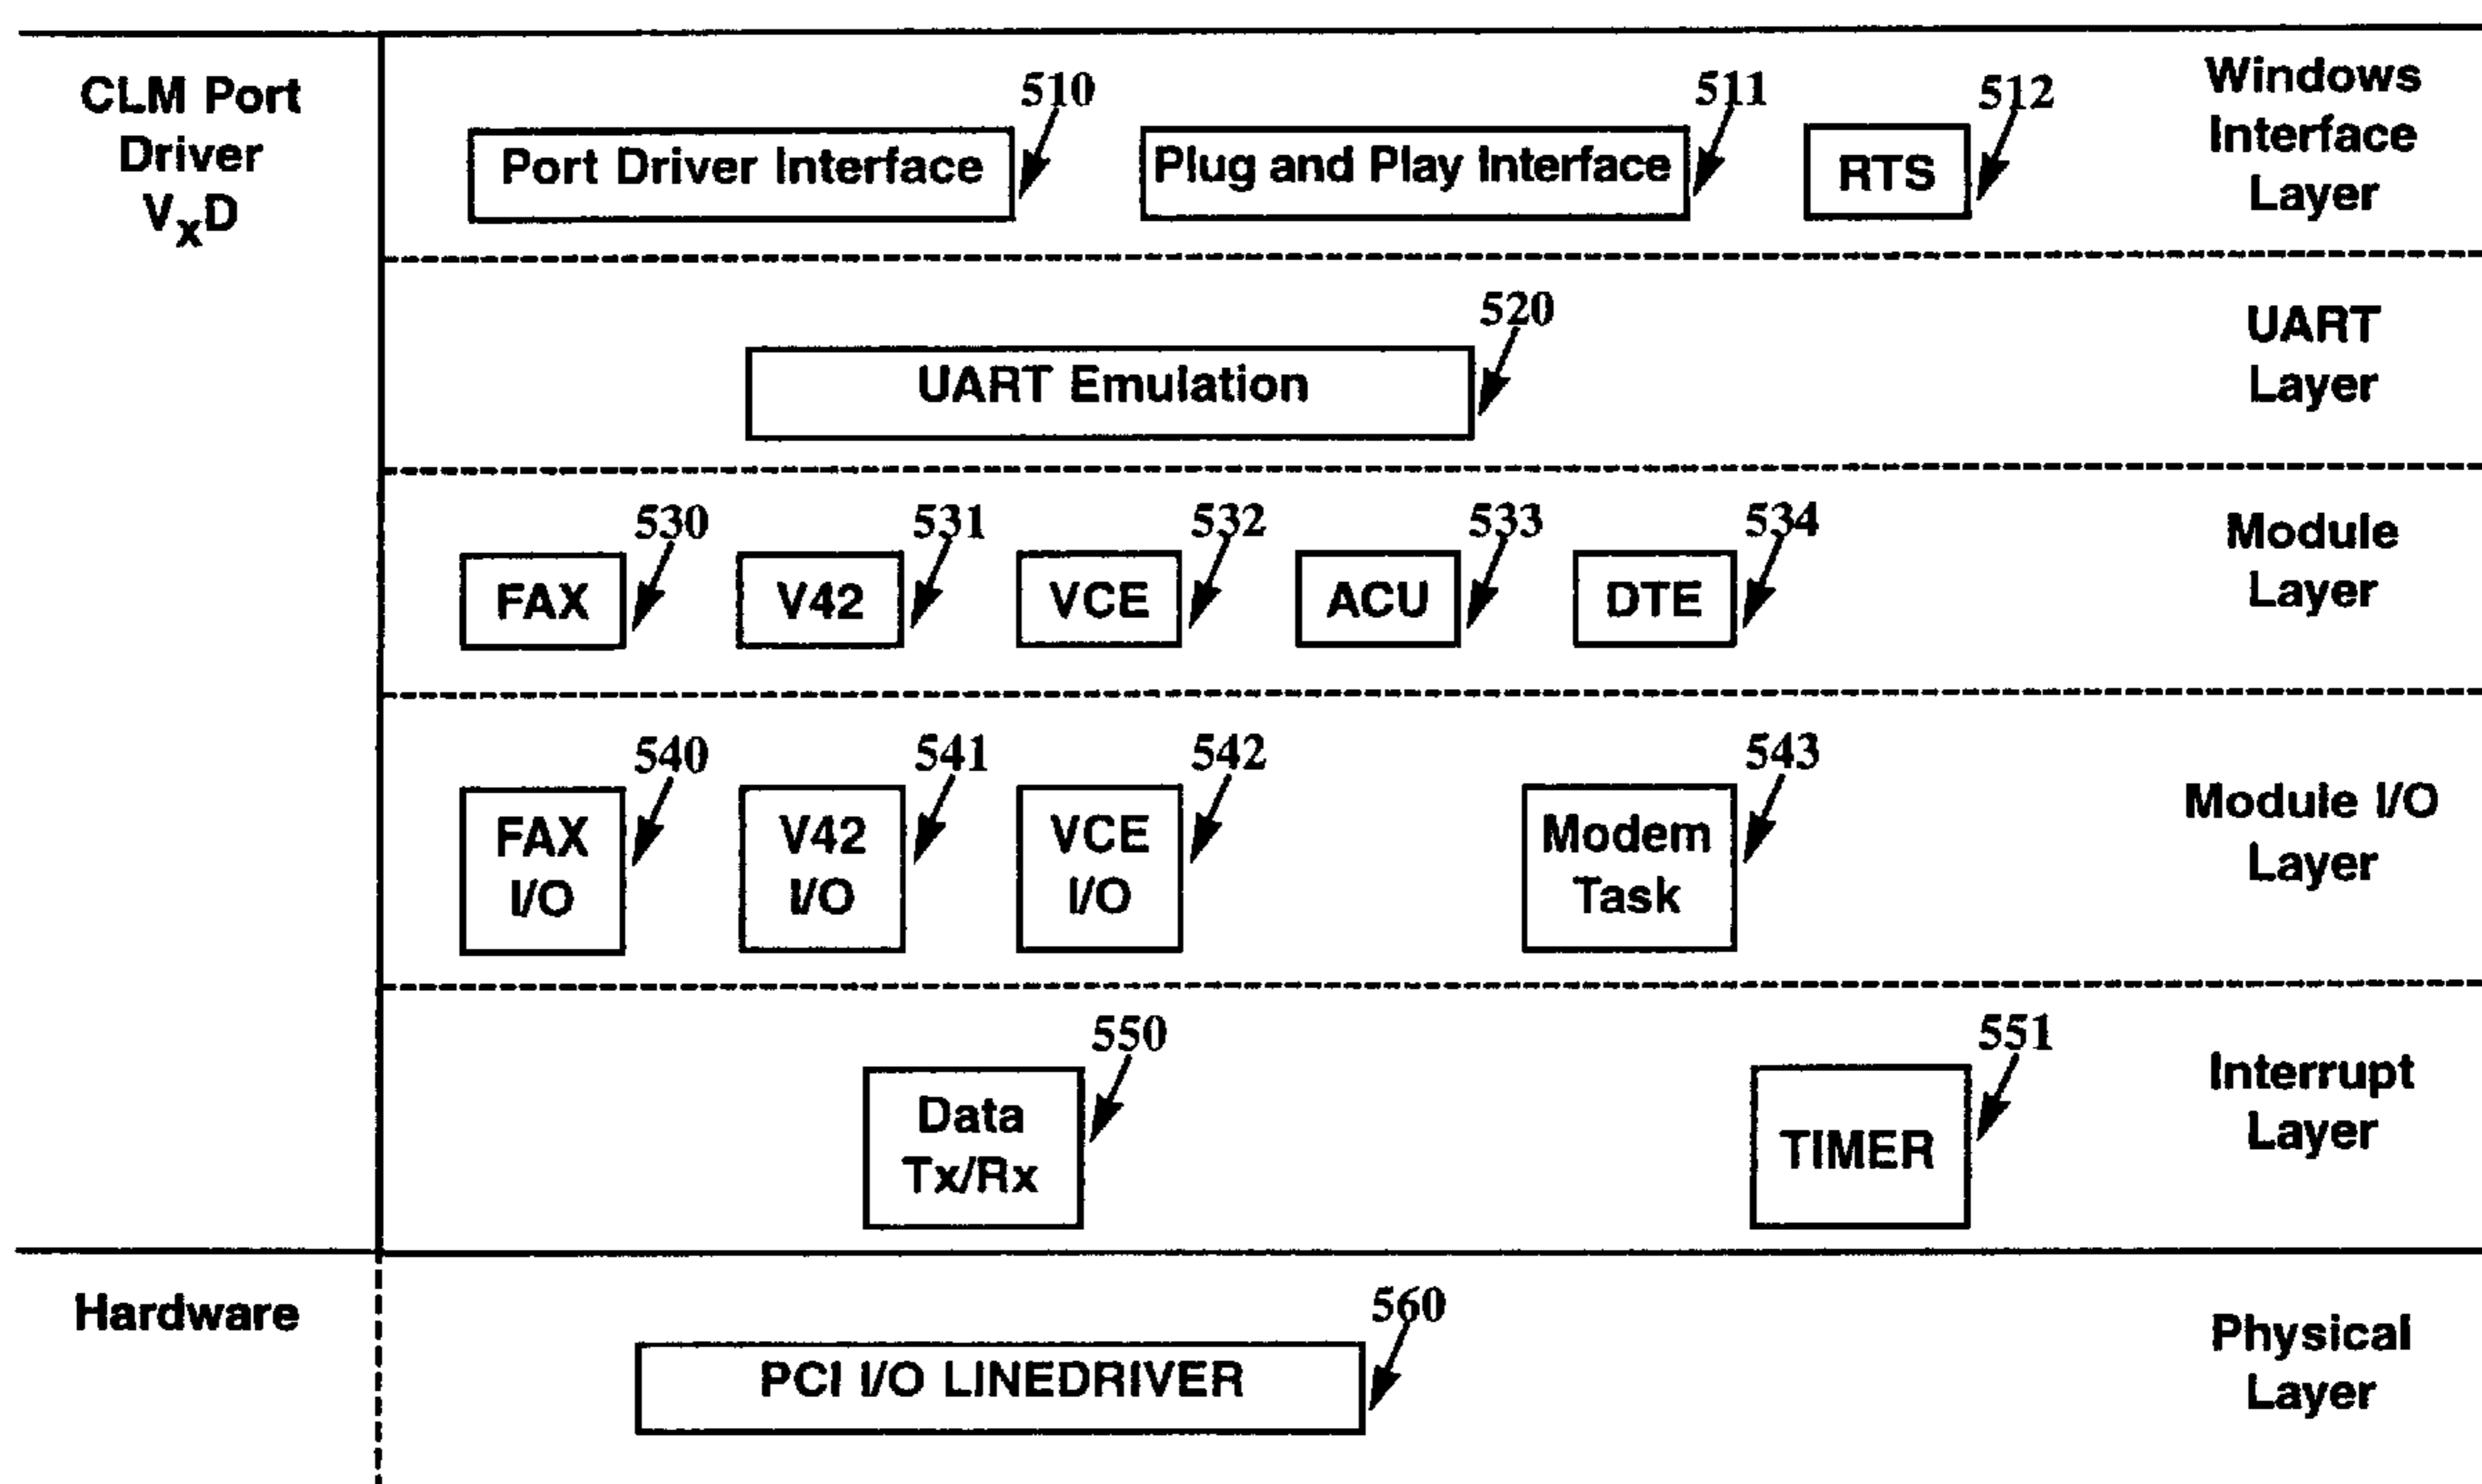 CLM Port
Driver
VxD
510
511
512
Port Driver Interface
Plug and Play Interface
RTS
Windows
Interface
Layer
520
UART Emulation
UART
Layer
530
531
532
533
534
FAX
V42
VCE
ACU
DTE
Module
Layer
540
541
542
543
FAX
I/O
V42
I/O
VCE
I/O
Modem
Task
Module I/O
Layer
550
551
Data
Tx/Rx
TIMER
Interrupt
Layer
Hardware
560
PCI I/O LINEDRIVER
Physical
Layer